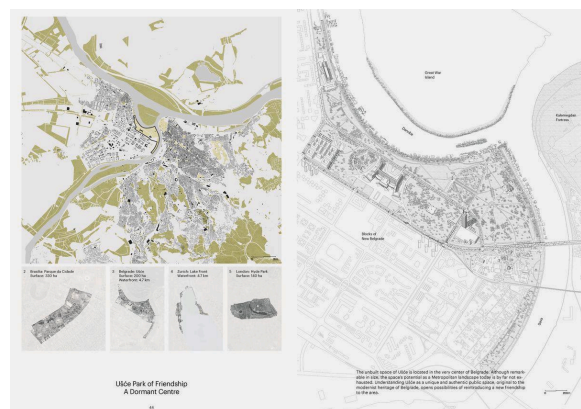 2 Brasilia: Parque da Cidade
Surface: 350 ha
3 Belgrade: Ušće
Surface: 220 ha
Waterfront: 4.7 km
4 Zurich: Lake Front
Waterfront: 4.7 km
5 London: Hyde Park
Surface: 140 ha
Ušće Park of Friendship
A Dormant Centre
Great War
Island
Kalemegdan
Fortress
Danube
Blocks of
New Belgrade
Sava
The unbuilt space of Ušće is located in the very center of Belgrade. Although remark-
able in size, the space's potential as a Metropolitan landscape today is by far not ex-
hausted. Understanding Ušće as a unique and authentic public space, original to the
modernist heritage of Belgrade, opens possibilities of reintroducing a new friendship
to the area.